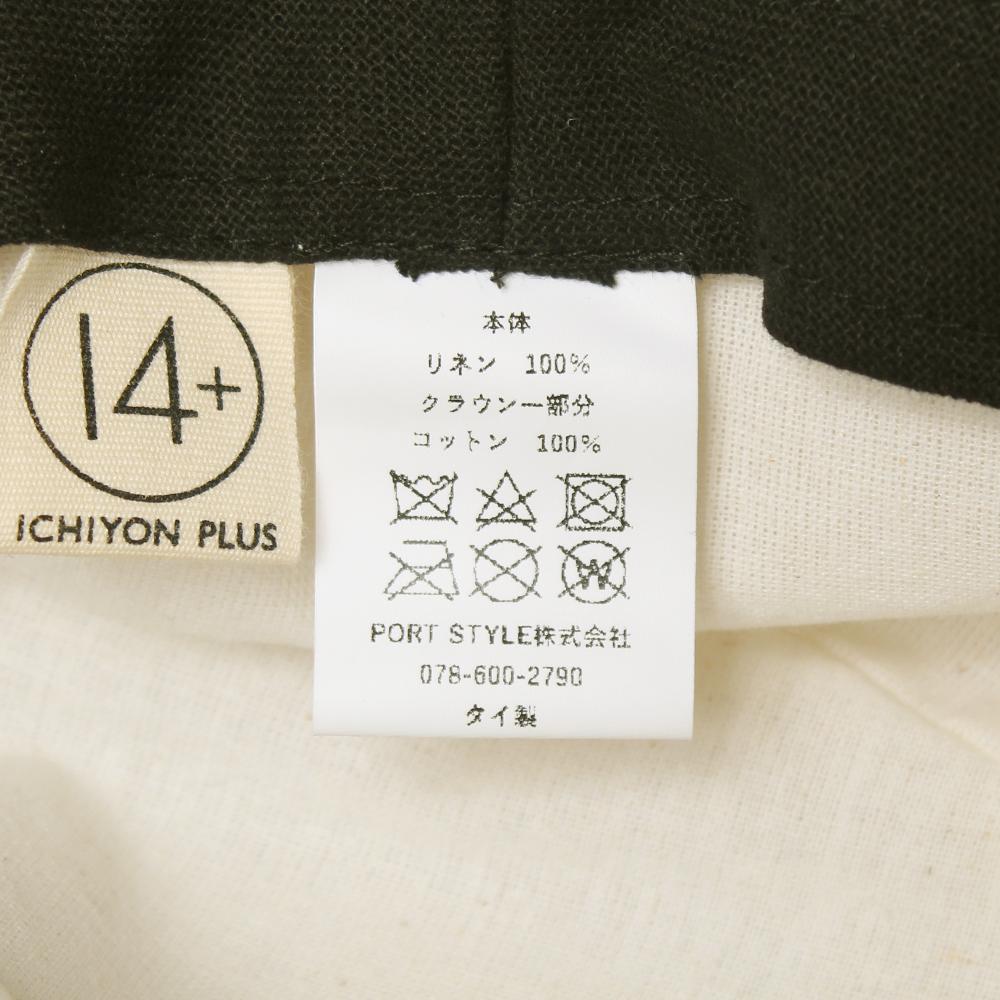 14+
ICHIYON PLUS
本体
リネン 100%
クラウン一部分
コットン 100%
W
PORT STYLE株式会社
078-600-2790
タイ製